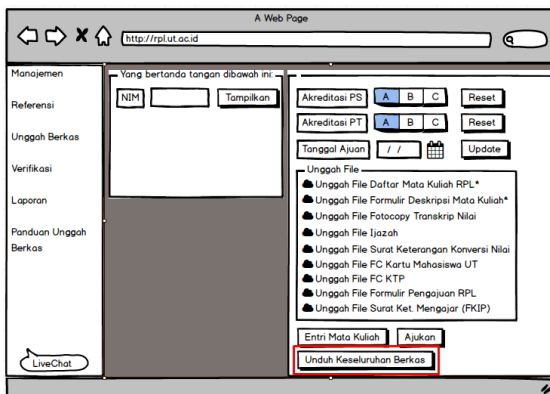 A Web Page
http://rpl.ut.ac.id
Manajemen
Referensi
Unggah Berkas
Verifikasi
Laporan
Panduan Unggah
Berkas
LiveChat
Yang bertanda tangan dibawah ini:
NIM Tampilkan
Akreditasi PS A B C Reset
Akreditasi PT A B C Reset
Tanggal Ajuan / / Update
Unggah File
Unggah File Daftar Mata Kuliah RPL*
Unggah File Formulir Deskripsi Mata Kuliah*
Unggah File Fotocopy Transkrip Nilai
Unggah File Ijazah
Unggah File Surat Keterangan Konversi Nilai
Unggah File FC Kartu Mahasiswa UT
Unggah File FC KTP
Unggah File Formulir Pengajuan RPL
Unggah File Surat Ket. Mengajar (FKIP)
Entri Mata Kuliah Ajukan
Unduh Keseluruhan Berkas